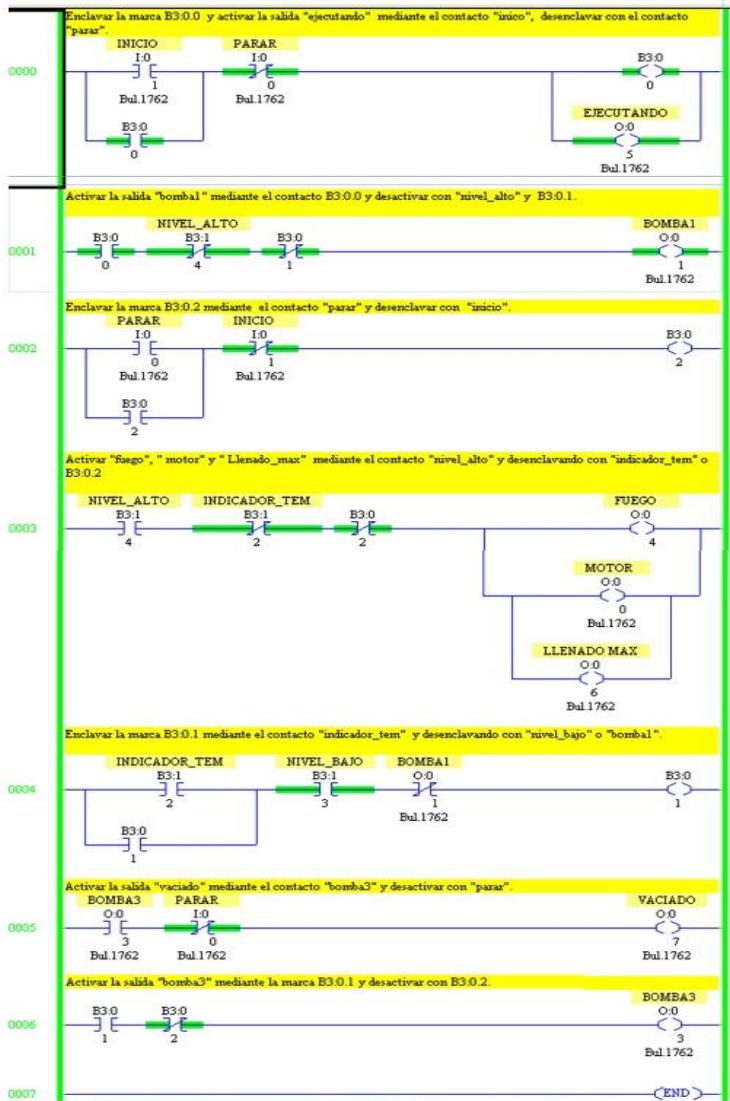 Enclavar la marca B3:0.0 y activar la salida "ejecutando" mediante el contacto "inico", desenclavar con el contacto
"parar".
INICIO PARAR
0000
I:0 I:0 B3:0
1 0 0
Bul.1762 Bul.1762
EJECUTANDO
B3:0 O:0
0 5
Bul.1762
Activar la salida "bomba1" mediante el contacto B3:0.0 y desactivar con "nivel_alto" y B3:0.1.
NIVEL_ALTO BOMBA1
0001
B3:0 B3:1 B3:0 O:0
0 4 1 1
Bul.1762
Enclavar la marca B3:0.2 mediante el contacto "parar" y desenclavar con "inicio".
PARAR INICIO
0002
I:0 I:0 B3:0
0 1 2
Bul.1762 Bul.1762
B3:0
2
Activar "fuego", " motor" y " Llenado_max" mediante el contacto "nivel_alto" y desenclavando con "indicador_tem" o
B3:0.2
NIVEL_ALTO INDICADOR_TEM FUEGO
0003
B3:1 B3:1 B3:0 O:0
4 2 2 4
MOTOR
O:0
0
Bul.1762
LLENADO MAX
O:0
6
Bul.1762
Enclavar la marca B3:0.1 mediante el contacto "indicador_tem" y desenclavando con "nivel_bajo" o "bomba1".
INDICADOR_TEM NIVEL_BAJO BOMBA1
0004
B3:1 B3:1 O:0 B3:0
2 3 1 1
Bul.1762
B3:0
1
Activar la salida "vaciado" mediante el contacto "bomba3" y desactivar con "parar".
BOMBA3 PARAR VACIADO
0005
O:0 I:0 O:0
3 0 7
Bul.1762 Bul.1762 Bul.1762
Activar la salida "bomba3" mediante la marca B3:0.1 y desactivar con B3:0.2.
BOMBA3
0006
B3:0 B3:0 O:0
1 2 3
Bul.1762
0007
END